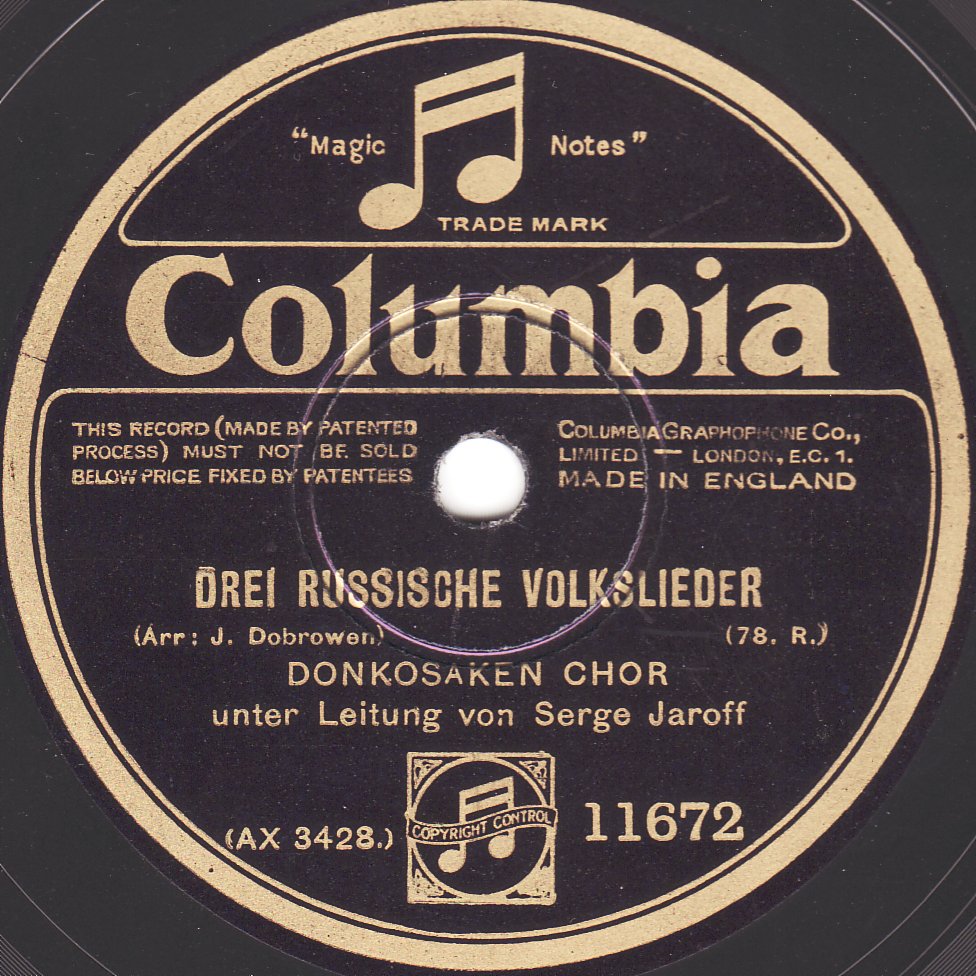 "Magic Notes"
TRADE MARK
Columbia
THIS RECORD (MADE BY PATENTED
PROCESS) MUST NOT BE SOLD
BELOW PRICE FIXED BY PATENTEES
COLUMBIA GRAPHOPHONE CO.,
LIMITED — LONDON, E.C. 1.
MADE IN ENGLAND
DREI RUSSISCHE VOLKSLIEDER
(Arr: J. Dobrowen) (78. R.)
DONKOSAKEN CHOR
unter Leitung von Serge Jaroff
(AX 3428.)
COPYRIGHT CONTROL
11672